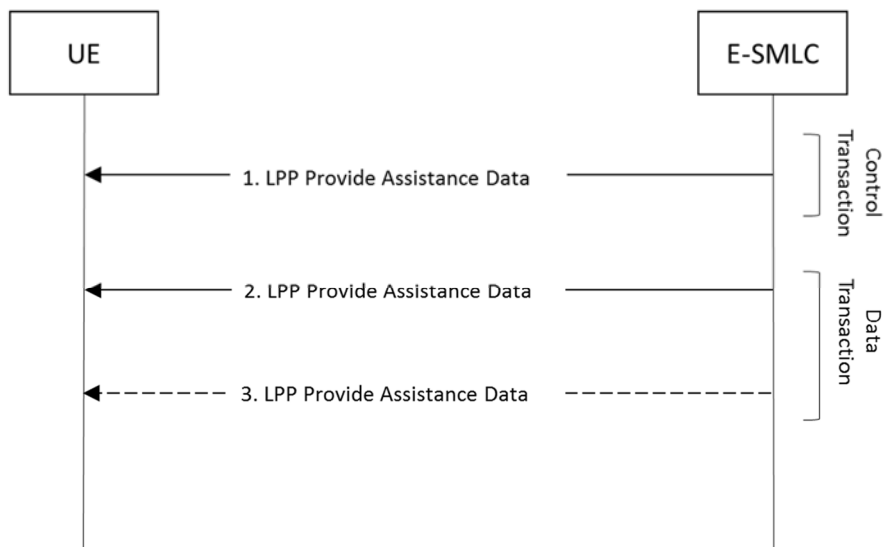 UE
E-SMLC
1. LPP Provide Assistance Data
Control
Transaction
2. LPP Provide Assistance Data
Data
Transaction
3. LPP Provide Assistance Data